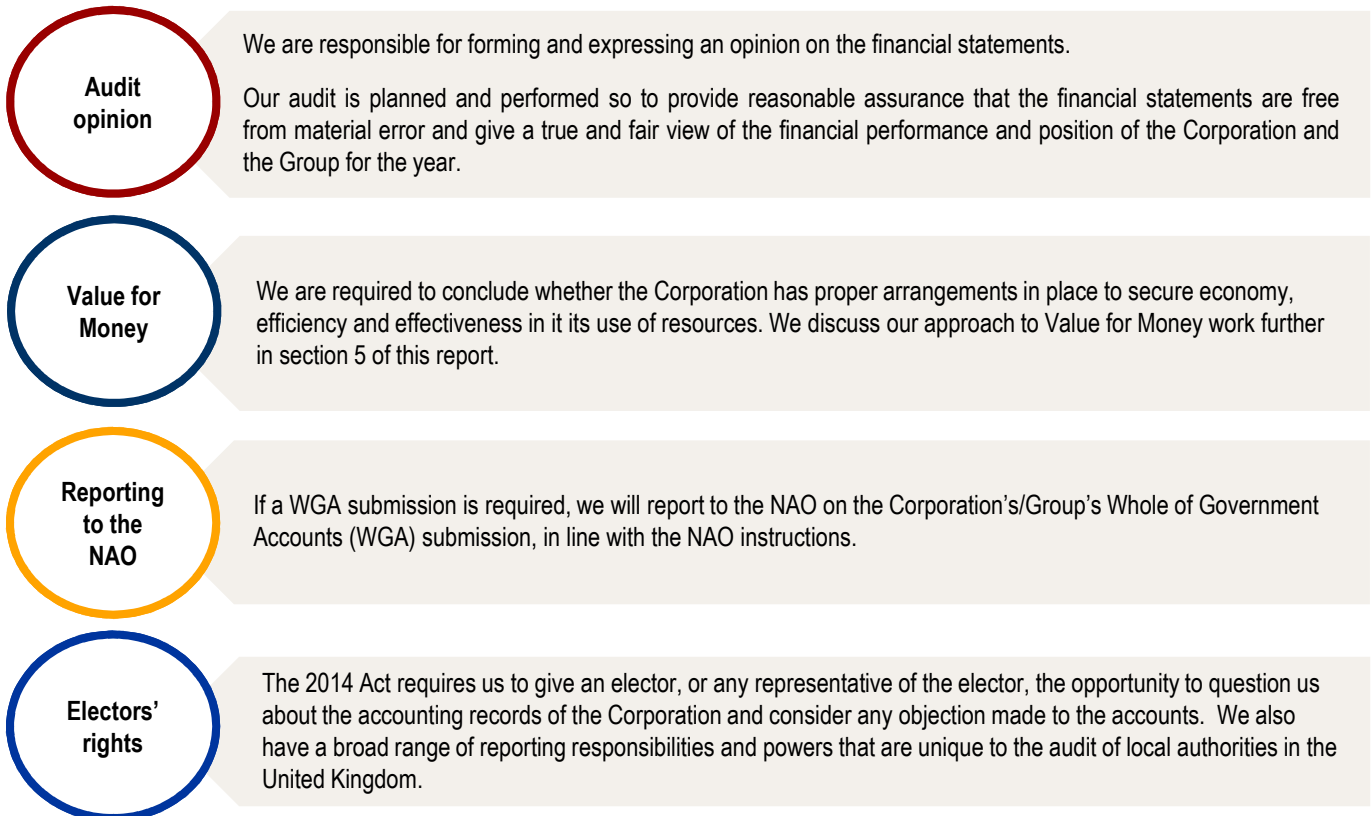 Audit
opinion
We are responsible for forming and expressing an opinion on the financial statements.
Our audit is planned and performed so to provide reasonable assurance that the financial statements are free
from material error and give a true and fair view of the financial performance and position of the Corporation and
the Group for the year.
Value for
Money
We are required to conclude whether the Corporation has proper arrangements in place to secure economy,
efficiency and effectiveness in it its use of resources. We discuss our approach to Value for Money work further
in section 5 of this report.
Reporting
to the
NAO
If a WGA submission is required, we will report to the NAO on the Corporation’s/Group’s Whole of Government
Accounts (WGA) submission, in line with the NAO instructions.
Electors’
rights
The 2014 Act requires us to give an elector, or any representative of the elector, the opportunity to question us
about the accounting records of the Corporation and consider any objection made to the accounts.  We also
have a broad range of reporting responsibilities and powers that are unique to the audit of local authorities in the
United Kingdom.